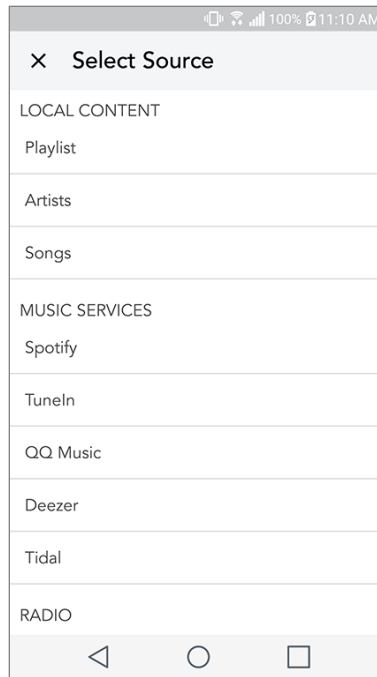 100% 11:10 AM
× Select Source
LOCAL CONTENT
Playlist
Artists
Songs
MUSIC SERVICES
Spotify
TuneIn
QQ Music
Deezer
Tidal
RADIO